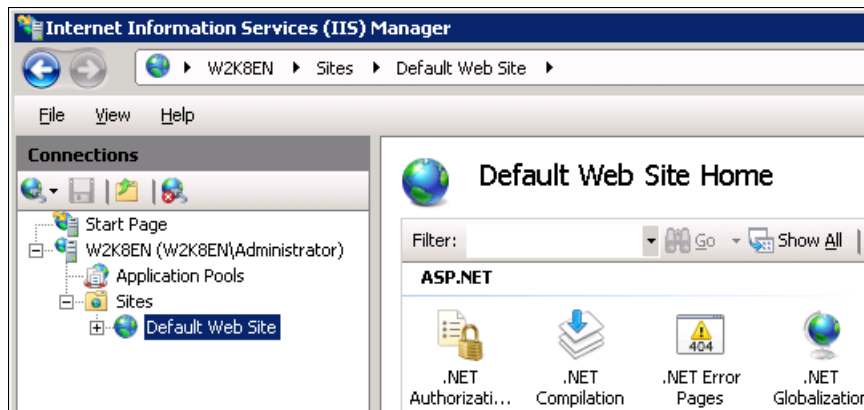 Internet Information Services (IIS) Manager
W2K8EN Sites Default Web Site
File View Help
Connections
Default Web Site Home
Start Page
W2K8EN (W2K8EN\Administrator)
Application Pools
Sites
Default Web Site
Filter: Go Show All
ASP.NET
404
.NET Authorizati...
.NET Compilation
.NET Error Pages
.NET Globalization